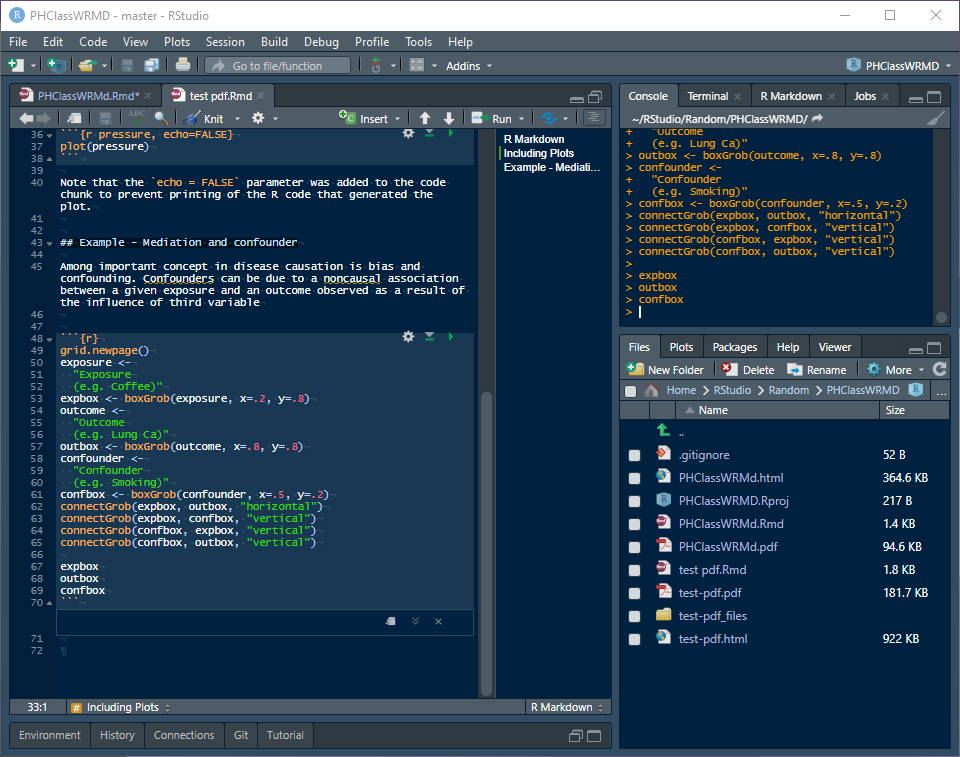 PHClassWRMD - master - RStudio
File Edit Code View Plots Session Build Debug Profile Tools Help
Go to file/function Addins PHClassWRMD
PHClassWRMd.Rmd* test pdf.Rmd
ABC Knit Insert Run
36 ```{r pressure, echo=FALSE}
37 plot(pressure)
38 ```
39
40 Note that the `echo = FALSE` parameter was added to the code
chunk to prevent printing of the R code that generated the
plot.
41
42
43 ## Example - Mediation and confounder
44
45 Among important concept in disease causation is bias and
confounding. Confounders can be due to a noncausal association
between a given exposure and an outcome observed as a result of
the influence of third variable
46
47
48 ```{r}
49 grid.newpage()
50 exposure <-
51 "Exposure
52 (e.g. Coffee)"
53 expbox <- boxGrob(exposure, x=.2, y=.8)
54 outcome <-
55 "Outcome
56 (e.g. Lung Ca)"
57 outbox <- boxGrob(outcome, x=.8, y=.8)
58 confounder <-
59 "Confounder
60 (e.g. Smoking)"
61 confbox <- boxGrob(confounder, x=.5, y=.2)
62 connectGrob(expbox, outbox, "horizontal")
63 connectGrob(expbox, confbox, "vertical")
64 connectGrob(confbox, expbox, "vertical")
65 connectGrob(confbox, outbox, "vertical")
66
67 expbox
68 outbox
69 confbox
70 ```
71
72 ¶
R Markdown
Including Plots
Example - Mediati...
33:1 # Including Plots R Markdown
Environment History Connections Git Tutorial
Console Terminal R Markdown Jobs
~/RStudio/Random/PHClassWRMD/
+ "Outcome
+ (e.g. Lung Ca)"
> outbox <- boxGrob(outcome, x=.8, y=.8)
> confounder <-
+ "Confounder
+ (e.g. Smoking)"
> confbox <- boxGrob(confounder, x=.5, y=.2)
> connectGrob(expbox, outbox, "horizontal")
> connectGrob(expbox, confbox, "vertical")
> connectGrob(confbox, expbox, "vertical")
> connectGrob(confbox, outbox, "vertical")
>
> expbox
> outbox
> confbox
>
Files Plots Packages Help Viewer
New Folder Delete Rename More
Home > RStudio > Random > PHClassWRMD R ...
Name Size
..
.gitignore 52 B
PHClassWRMd.html 364.6 KB
PHClassWRMD.Rproj 217 B
PHClassWRMd.Rmd 1.4 KB
PHClassWRMd.pdf 94.6 KB
test pdf.Rmd 1.8 KB
test-pdf.pdf 181.7 KB
test-pdf_files
test-pdf.html 922 KB